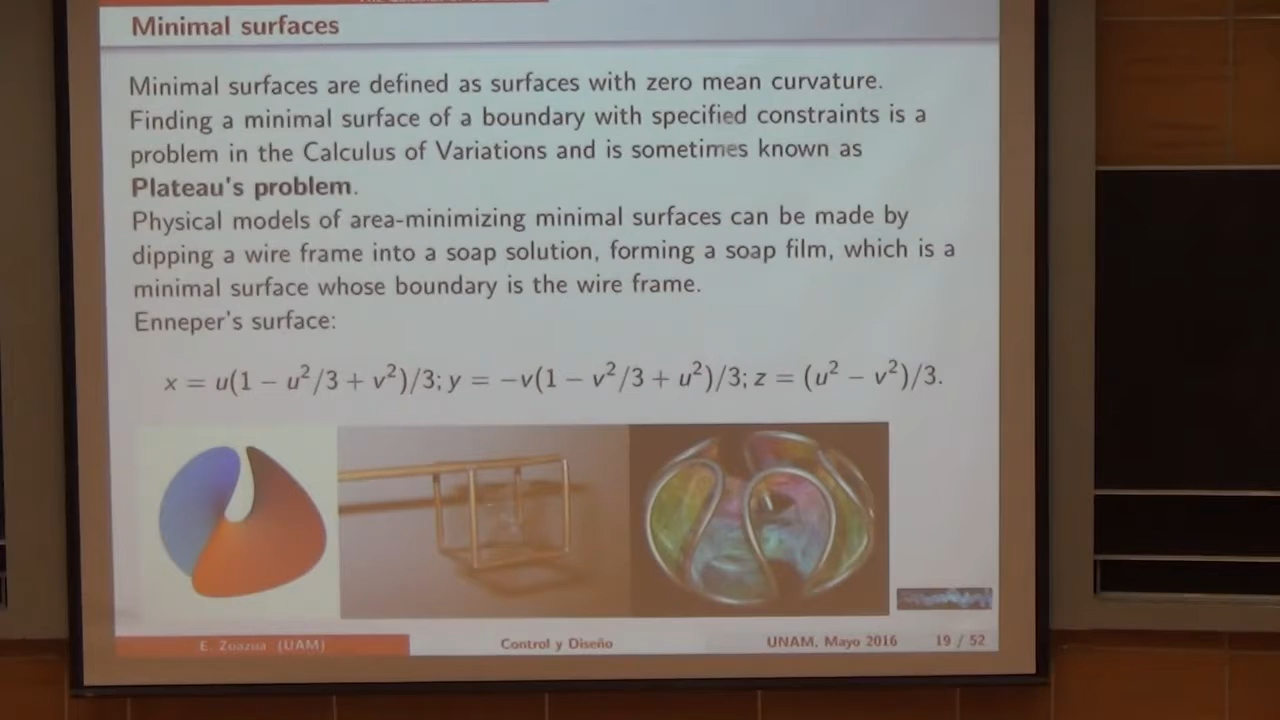 Minimal surfaces
Minimal surfaces are defined as surfaces with zero mean curvature.
Finding a minimal surface of a boundary with specified constraints is a
problem in the Calculus of Variations and is sometimes known as
Plateau's problem.
Physical models of area-minimizing minimal surfaces can be made by
dipping a wire frame into a soap solution, forming a soap film, which is a
minimal surface whose boundary is the wire frame.
Enneper's surface:
x = u(1 − u²/3 + v²)/3; y = −v(1 − v²/3 + u²)/3; z = (u² − v²)/3.
E. Zuazua (UAM) Control y Diseño UNAM, Mayo 2016 19 / 52